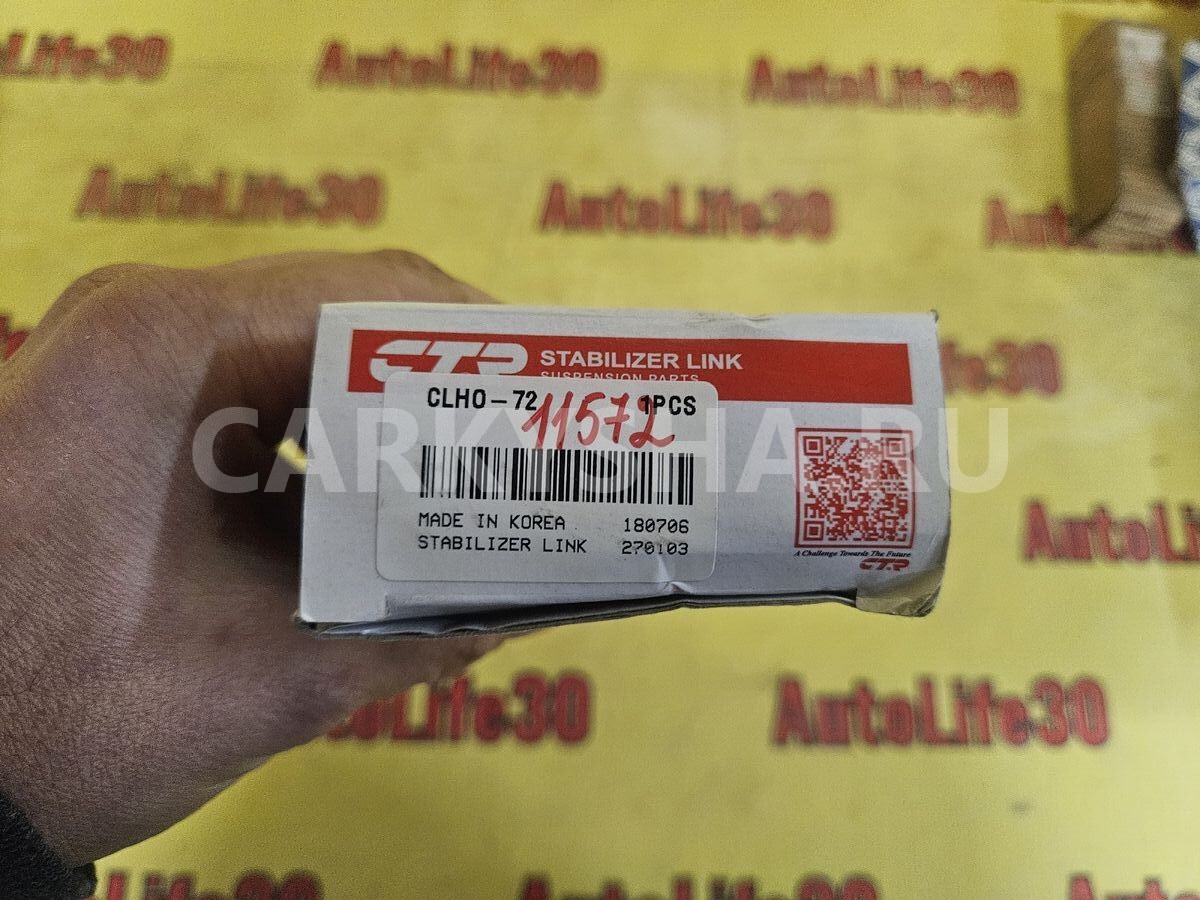 AutoLife30 AutoLife30 AutoLife30
AutoLife30 AutoLife30
CTR STABILIZER LINK
SUSPENSION PARTS
CLHO-72 1PCS
11572
CARKYSHA.RU
MADE IN KOREA 180706
STABILIZER LINK 270103
A Challenge Towards The Future
CTR
AutoLife30 AutoLife30